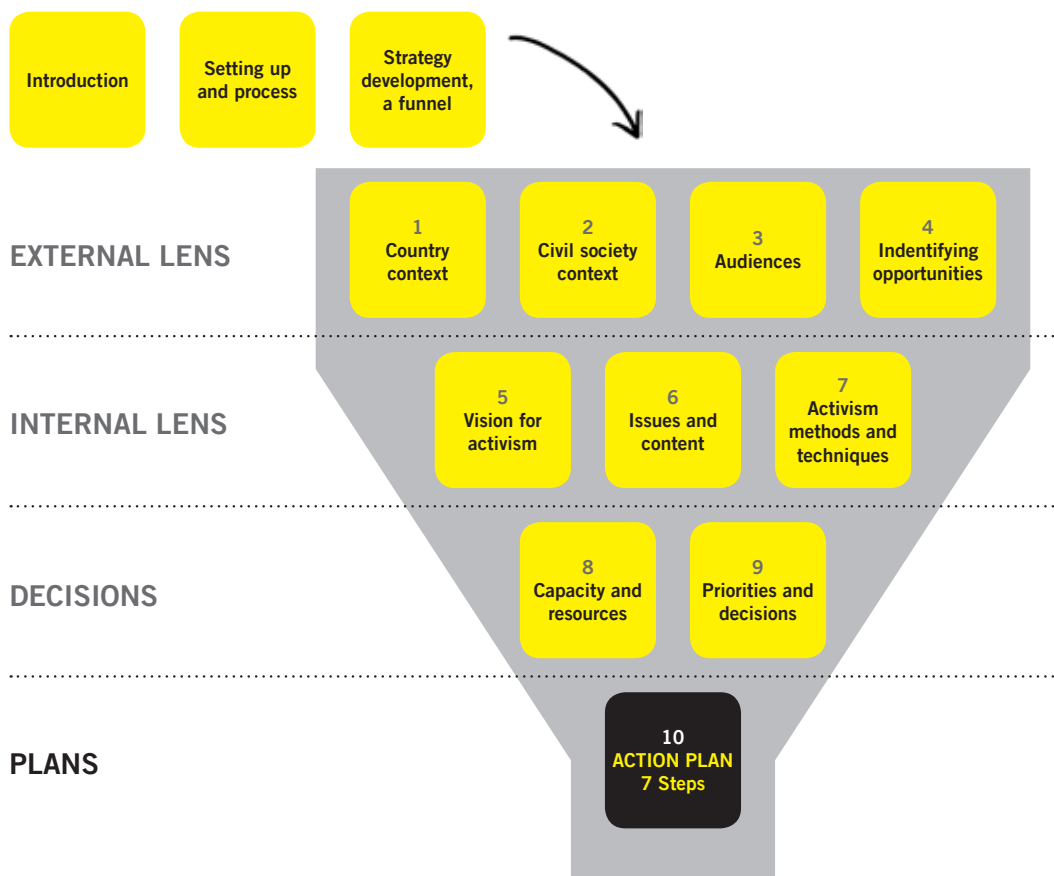 Introduction
Setting up
and process
Strategy
development,
a funnel
EXTERNAL LENS
1
Country
context
2
Civil society
context
3
Audiences
4
Indentifying
opportunities
INTERNAL LENS
5
Vision for
activism
6
Issues and
content
7
Activism
methods and
techniques
DECISIONS
8
Capacity and
resources
9
Priorities and
decisions
PLANS
10
ACTION PLAN
7 Steps